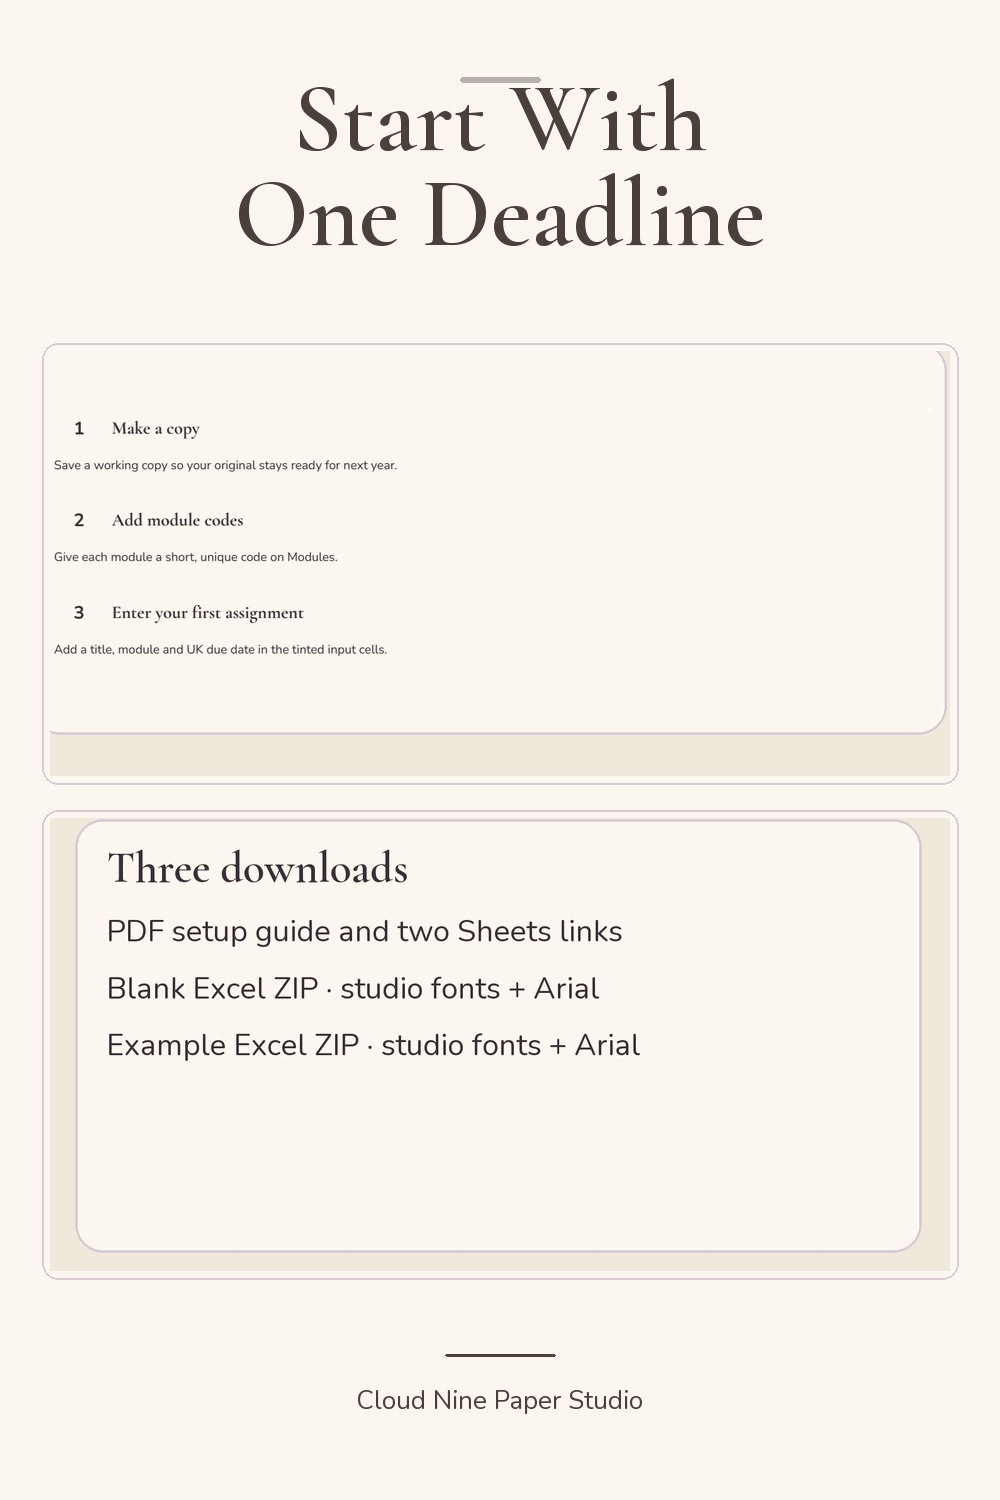 Start With
One Deadline
1 Make a copy
Save a working copy so your original stays ready for next year.
2 Add module codes
Give each module a short, unique code on Modules.
3 Enter your first assignment
Add a title, module and UK due date in the tinted input cells.
Three downloads
PDF setup guide and two Sheets links
Blank Excel ZIP · studio fonts + Arial
Example Excel ZIP · studio fonts + Arial
Cloud Nine Paper Studio